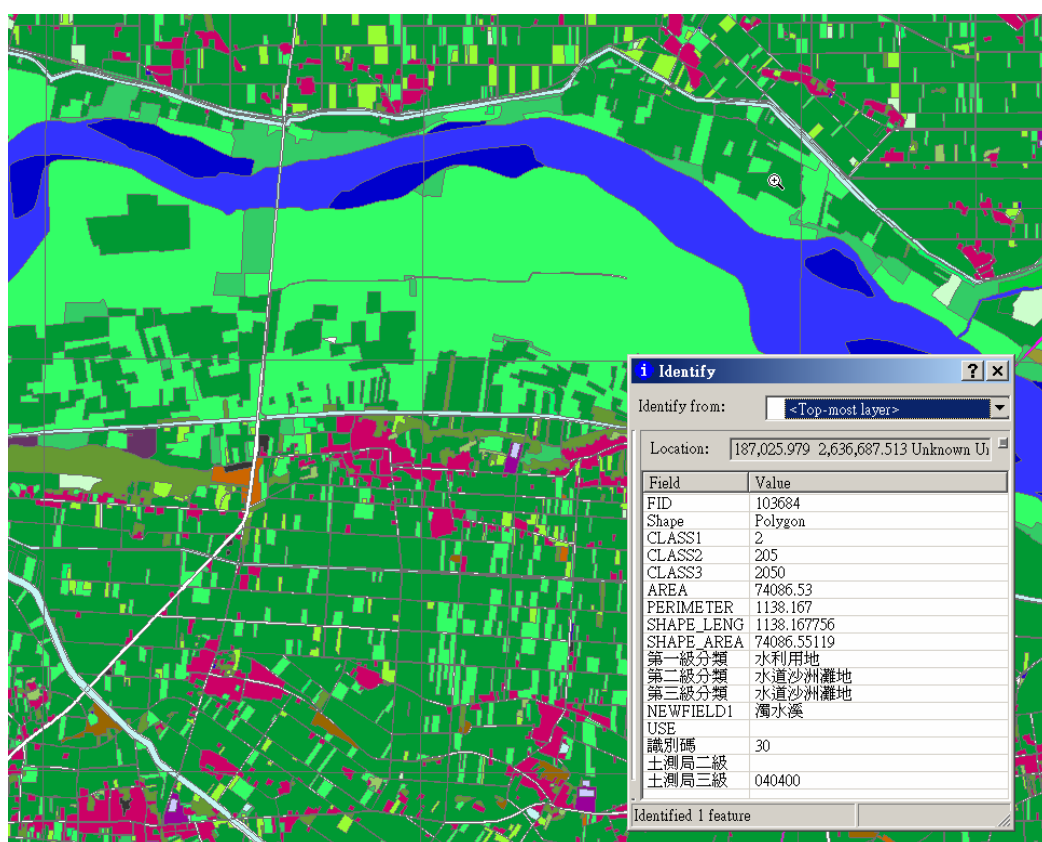 Identify
Identify from: <Top-most layer>
Location: 187,025.979 2,636,687.513 Unknown U
Field Value
FID 103684
Shape Polygon
CLASS1 2
CLASS2 205
CLASS3 2050
AREA 74086.53
PERIMETER 1138.167
SHAPE_LENG 1138.167756
SHAPE_AREA 74086.55119
第一級分類 水利用地
第二級分類 水道沙洲灘地
第三級分類 水道沙洲灘地
NEWFIELD1 濁水溪
USE
識別碼 30
土測局二級
土測局三級 040400
Identified 1 feature